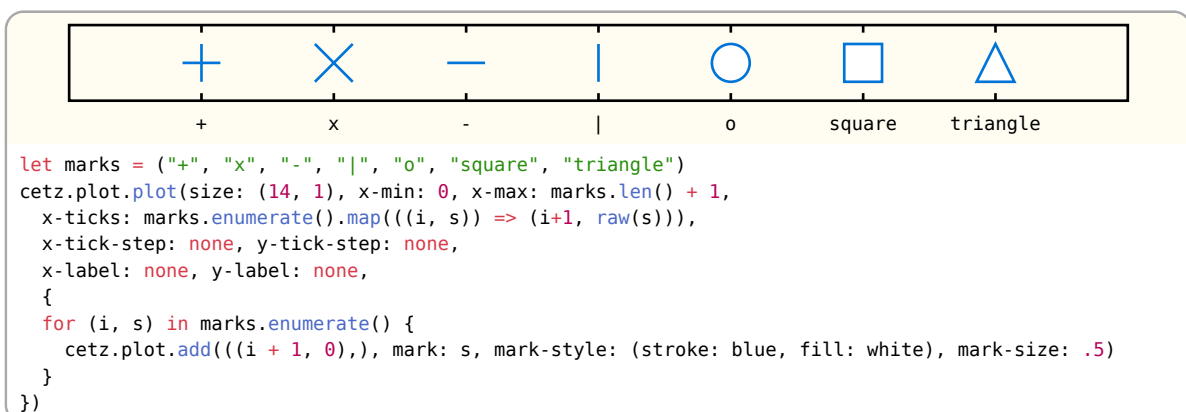 + x - | o square triangle
let marks = ("+", "x", "-", "|", "o", "square", "triangle")
cetz.plot.plot(size: (14, 1), x-min: 0, x-max: marks.len() + 1,
  x-ticks: marks.enumerate().map(((i, s)) => (i+1, raw(s))),
  x-tick-step: none, y-tick-step: none,
  x-label: none, y-label: none,
  {
  for (i, s) in marks.enumerate() {
    cetz.plot.add(((i + 1, 0),), mark: s, mark-style: (stroke: blue, fill: white), mark-size: .5)
  }
})